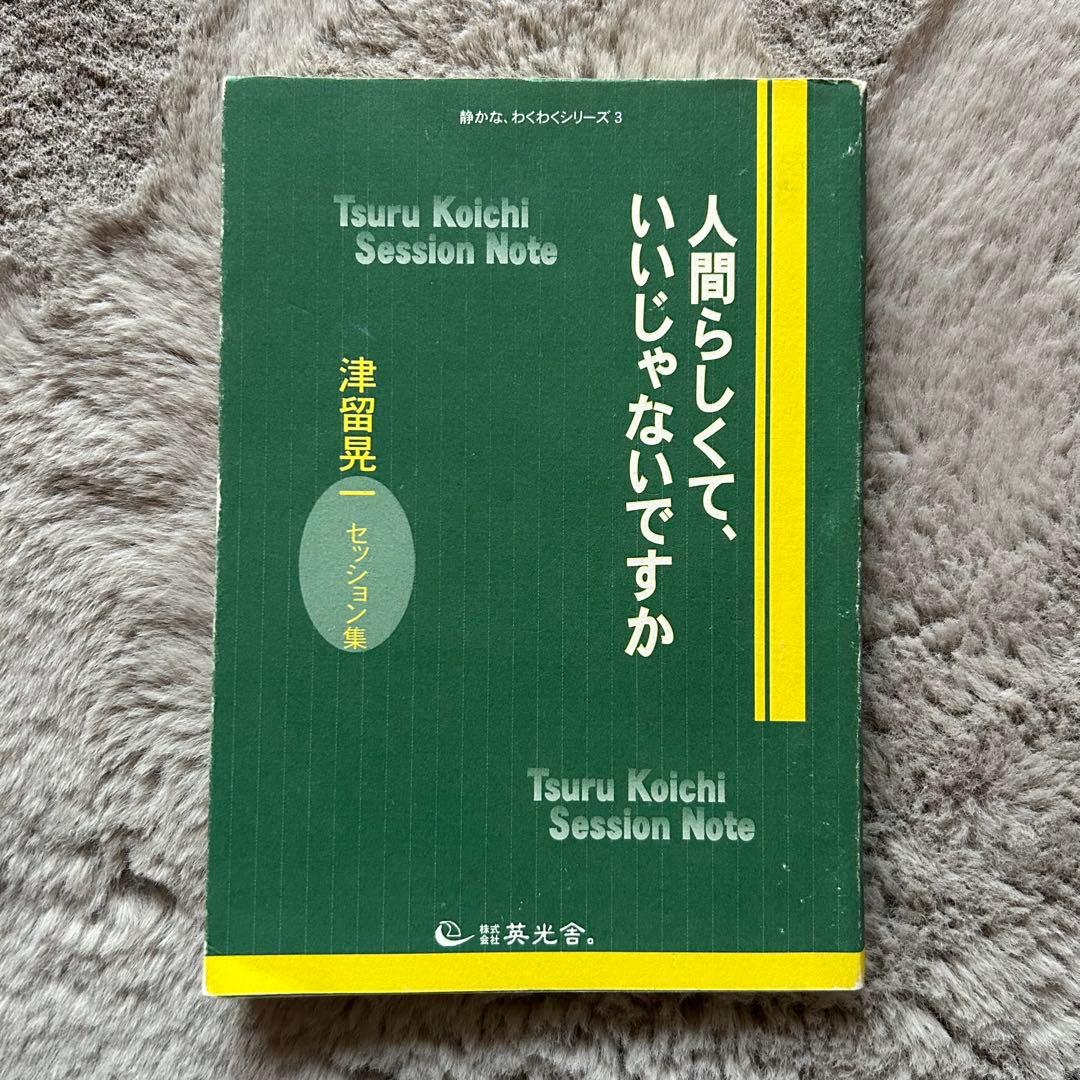 静かな、わくわくシリーズ3
人間らしくて、
いいじゃないですか
Tsuru Koichi
Session Note
津留晃一
セッション集
Tsuru Koichi
Session Note
株式会社 英光舎。